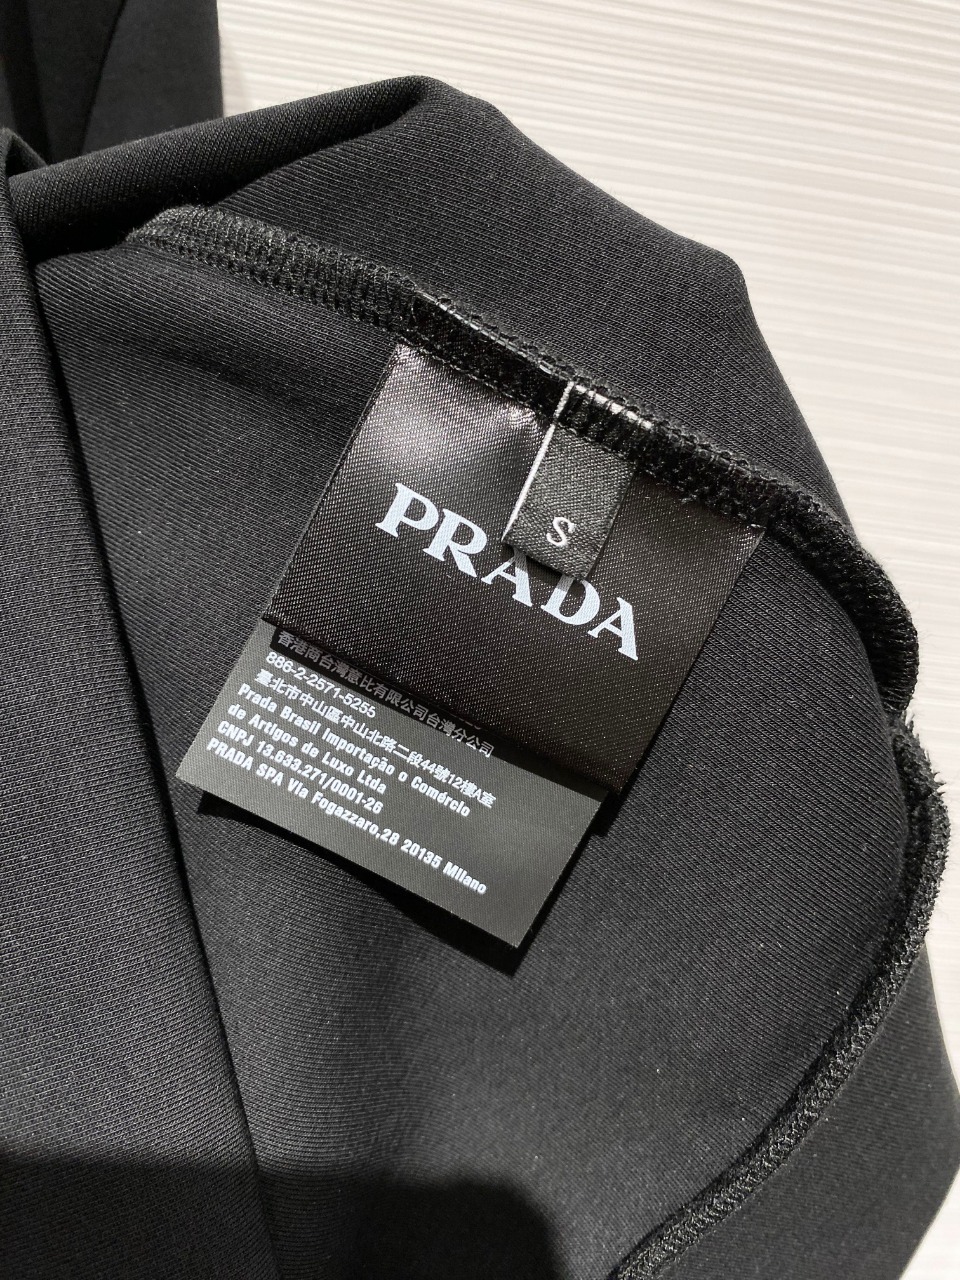 S
PRADA
香港商台灣意比有限公司台灣分公司
886-2-2571-5255
臺北市中山區中山北路二段44號12樓A室
Prada Brasil Importação o Comércio
de Artigos de Luxo Ltda
CNPJ 13.633.271/0001-26
PRADA SPA Via Fogazzaro,28 20135 Milano